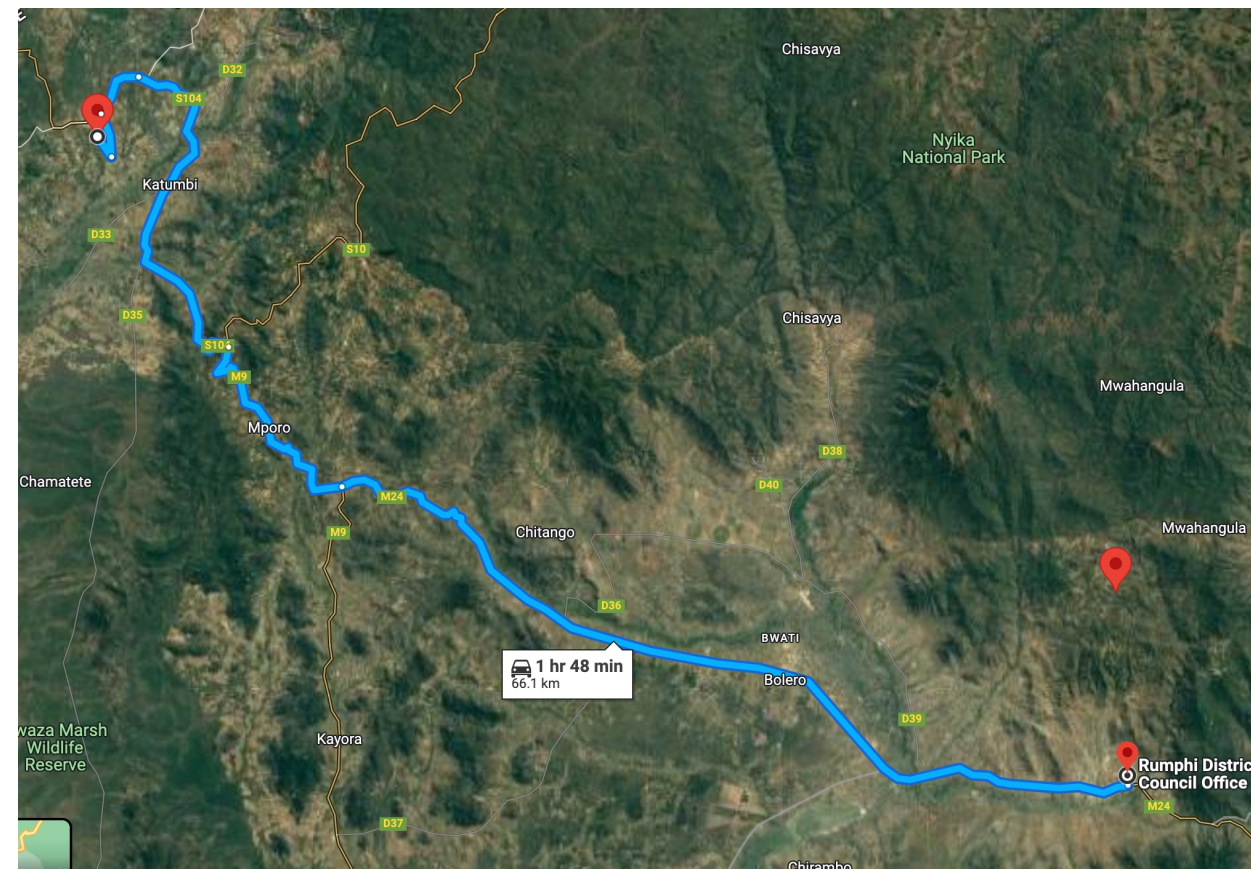 Chisavya
D32
S104
Nyika
National Park
Katumbi
D33
S10
D35
Chisavya
S10
M9
Mwahangula
Mporo
D38
Chamatete
D40
M24
Mwahangula
M9
Chitango
D36
BWATI
1 hr 48 min
66.1 km
Bolero
D39
waza Marsh
Wildlife
Reserve
Kayora
Rumphi Distric
Council Office
M24
D37
Chirambo